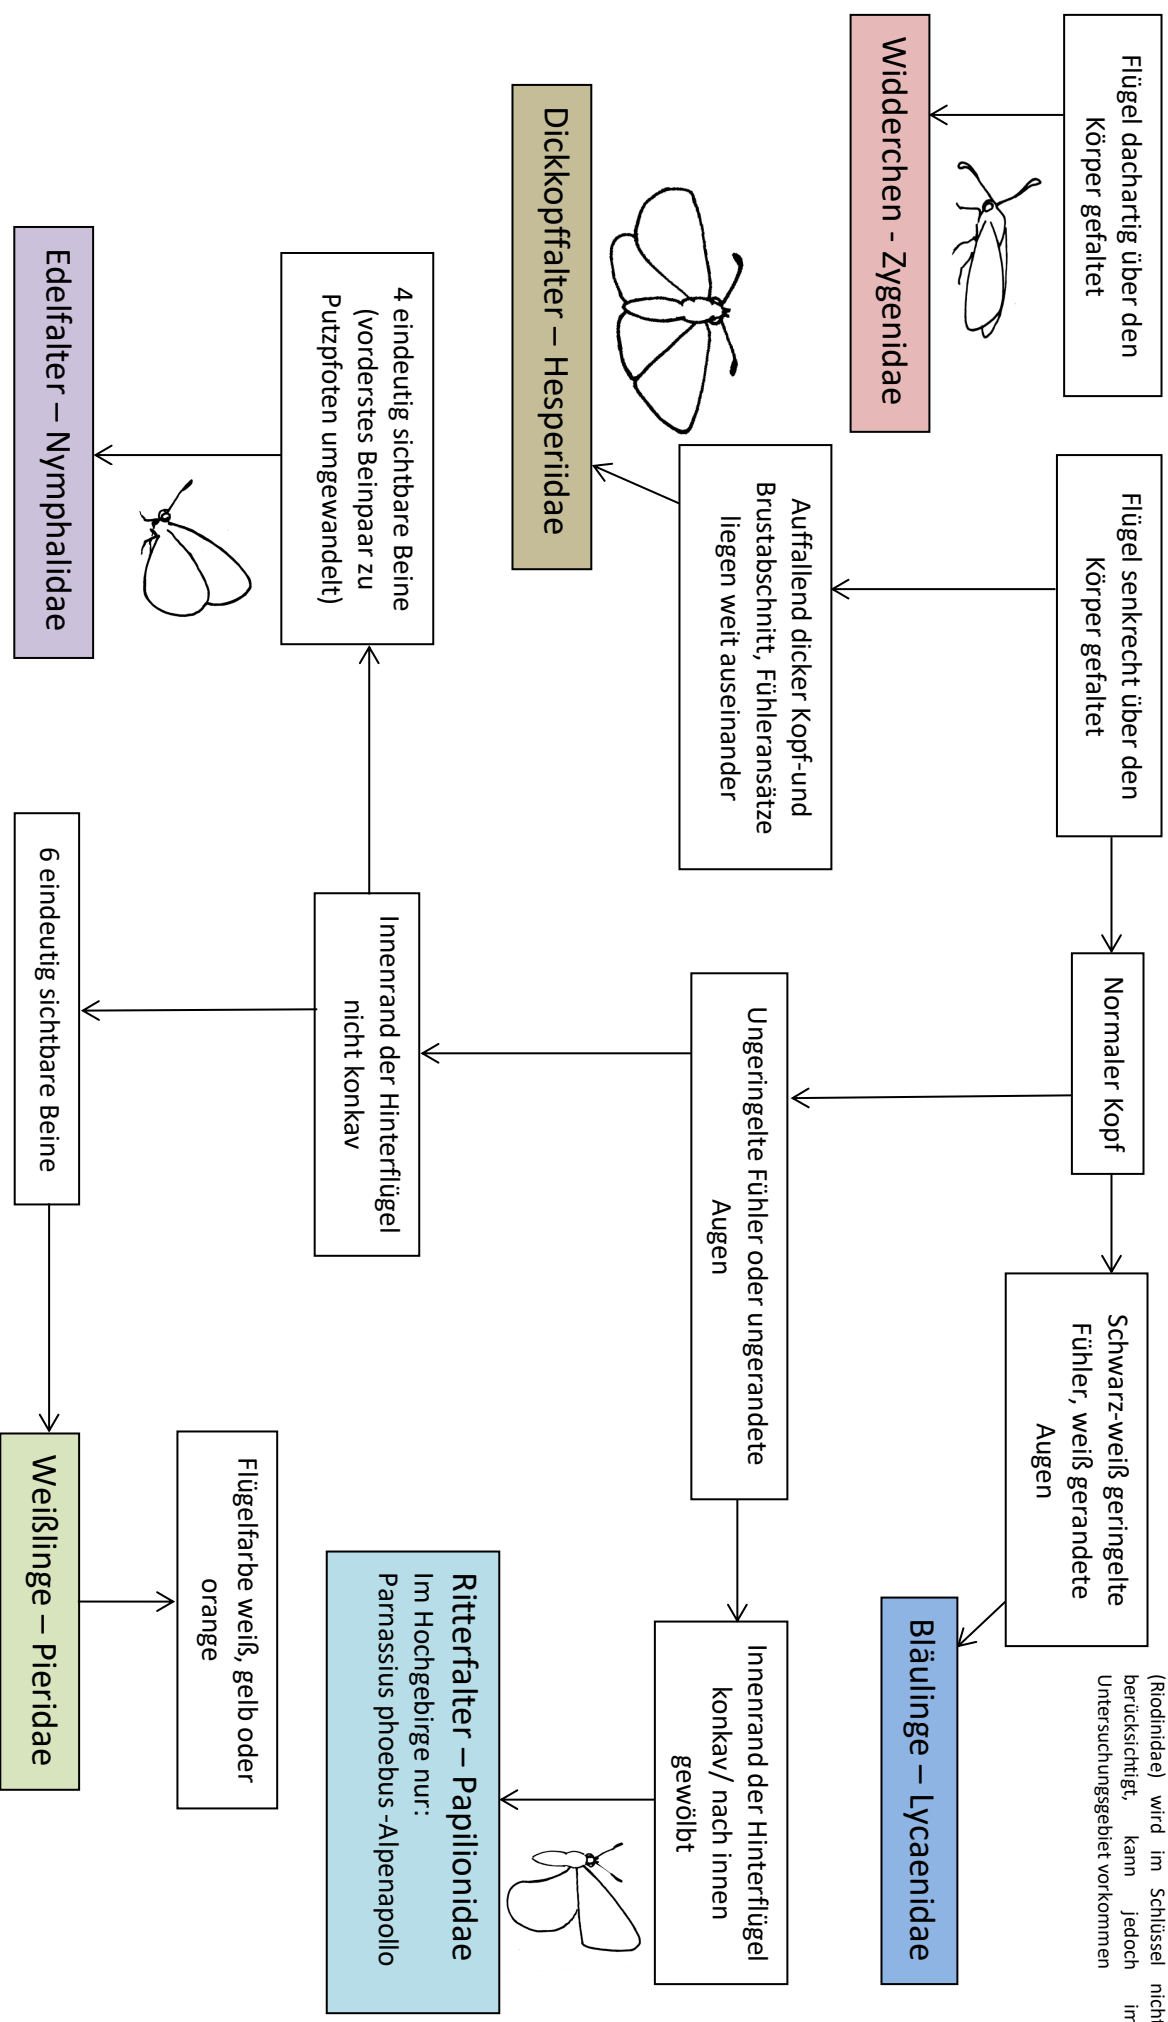 Flügel dachartig über den
Körper gefaltet
Widderchen - Zygenidae
Flügel senkrecht über den
Körper gefaltet
Auffallend dicker Kopf-und
Brustabschnitt, Fühleransätze
liegen weit auseinander
Dickkopffalter – Hesperiidae
Normaler Kopf
Schwarz-weiß geringelte
Fühler, weiß gerandete
Augen
Bläulinge – Lycaenidae
(Riodinidae) wird im Schlüssel nicht
berücksichtigt, kann jedoch im
Untersuchungsgebiet vorkommen
Ungeringelte Fühler oder ungerandete
Augen
Innenrand der Hinterflügel
konkav/ nach innen
gewölbt
Ritterfalter – Papilionidae
Im Hochgebirge nur:
Parnassius phoebus -Alpenapollo
Innenrand der Hinterflügel
nicht konkav
4 eindeutig sichtbare Beine
(vorderstes Beinpaar zu
Putzpfoten umgewandelt)
Edelfalter – Nymphalidae
6 eindeutig sichtbare Beine
Weißlinge – Pieridae
Flügelfarbe weiß, gelb oder
orange